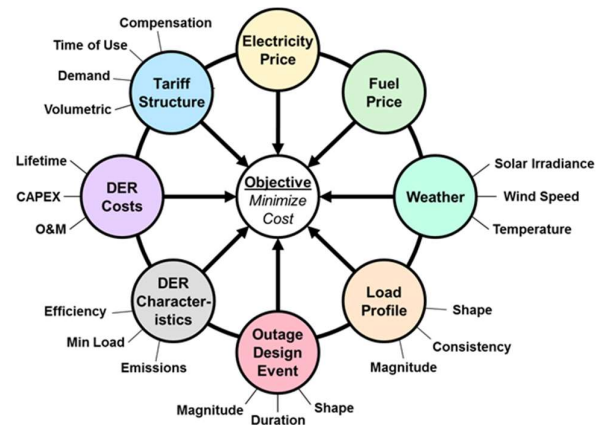 Compensation
Time of Use
Demand
Volumetric
Tariff
Structure
Electricity
Price
Fuel
Price
Lifetime
CAPEX
O&M
DER
Costs
Objective
Minimize
Cost
Weather
Solar Irradiance
Wind Speed
Temperature
DER
Character-
istics
Efficiency
Min Load
Emissions
Load
Profile
Shape
Consistency
Magnitude
Outage
Design
Event
Magnitude
Duration
Shape